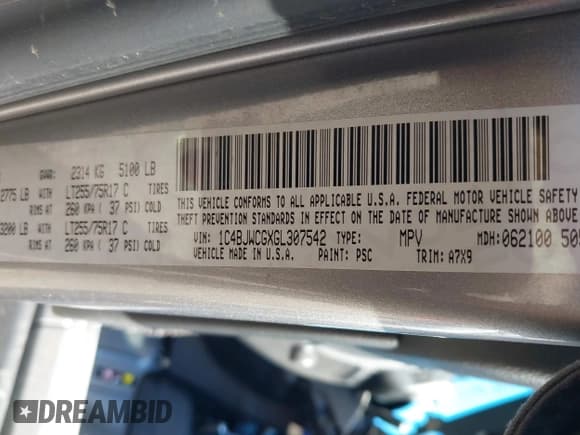 GVWR: 2314 KG 5100 LB
2775 LB WITH LT255/75R17 C TIRES
RIMS AT 260 KPA ( 37 PSI) COLD
3200 LB WITH LT255/75R17 C TIRES
RIMS AT 260 KPA ( 37 PSI) COLD
THIS VEHICLE CONFORMS TO ALL APPLICABLE U.S.A. FEDERAL MOTOR VEHICLE SAFETY
THEFT PREVENTION STANDARDS IN EFFECT ON THE DATE OF MANUFACTURE SHOWN ABOVE.
VIN: 1C4BJWCGXGL307542 TYPE: MPV MDH: 062100 505
VEHICLE MADE IN U.S.A. PAINT: PSC TRIM: A7X9
DREAMBID